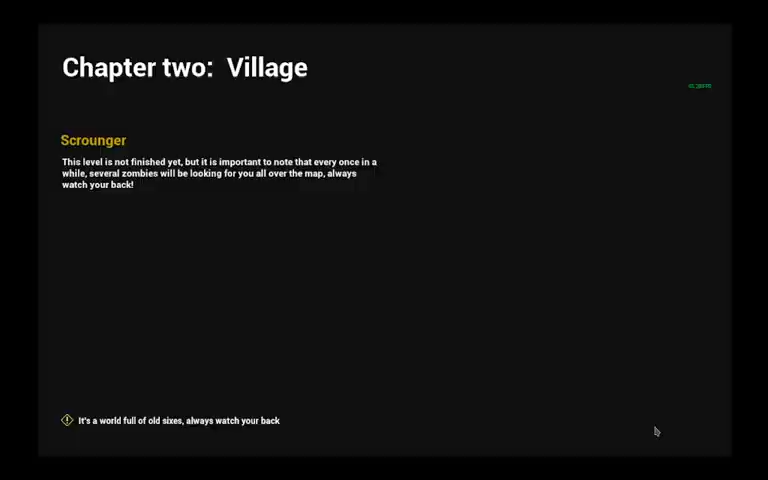 Chapter two: Village
Scrounger
This level is not finished yet, but it is important to note that every once in a
while, several zombies will be looking for you all over the map, always
watch your back!
It's a world full of old sixes, always watch your back